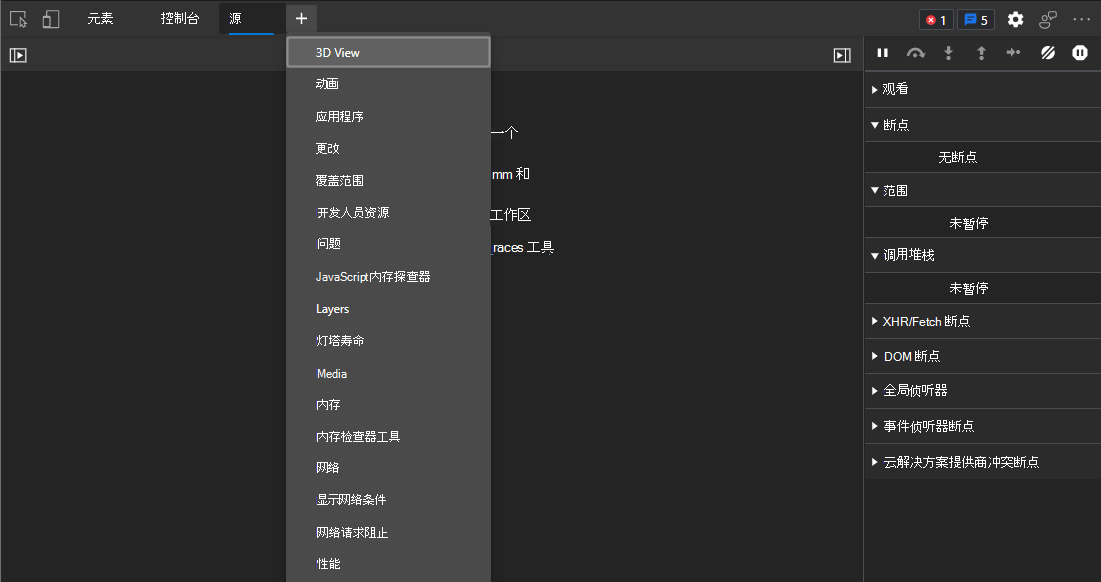 元素 控制台 源 + 1 5
3D View
动画
应用程序
更改
覆盖范围
开发人员资源
问题
JavaScript内存探查器
Layers
灯塔寿命
Media
内存
内存检查器工具
网络
显示网络条件
网络请求阻止
性能
一个
mm 和
工作区
races 工具
观看
断点
无断点
范围
未暂停
调用堆栈
未暂停
XHR/Fetch 断点
DOM 断点
全局侦听器
事件侦听器断点
云解决方案提供商冲突断点